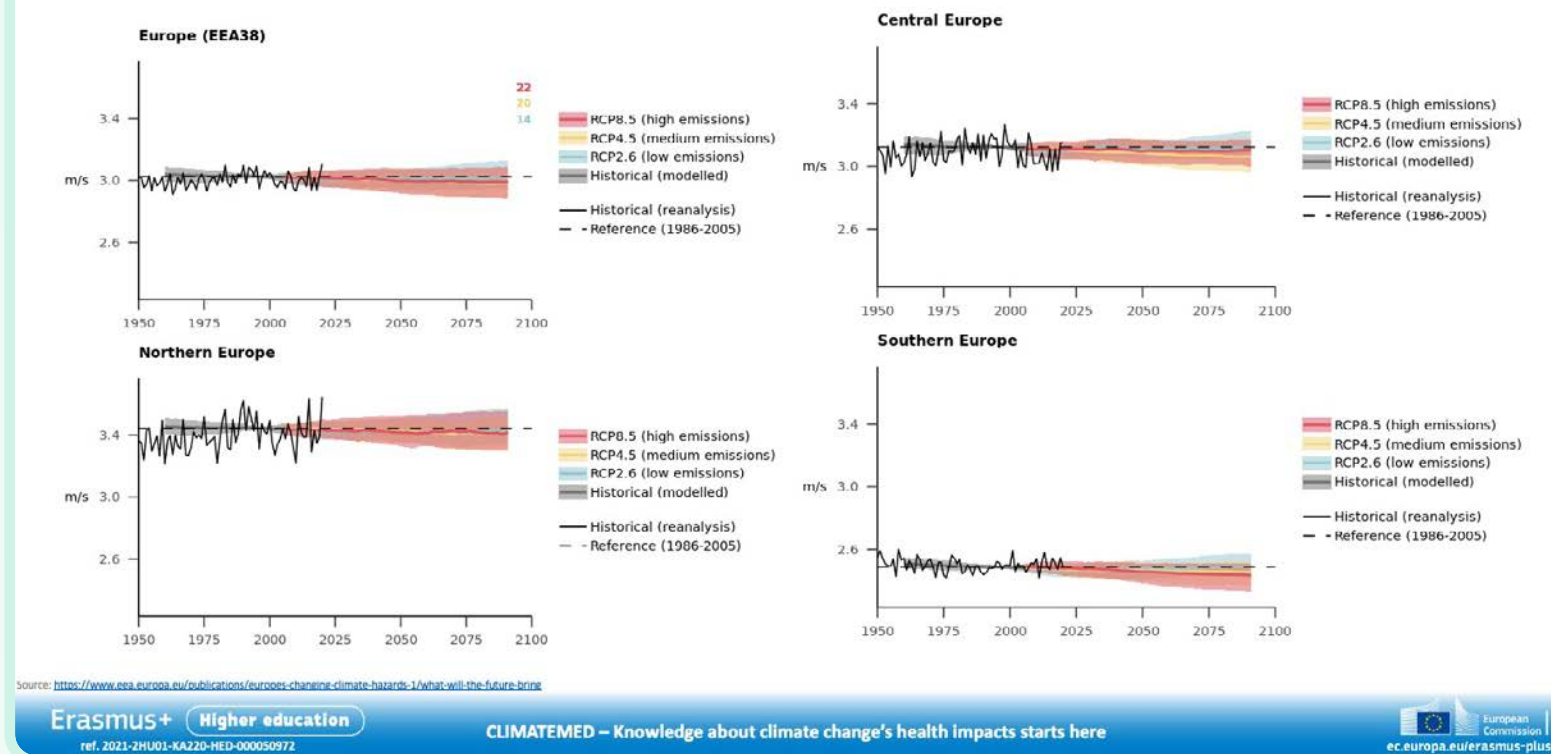 Europe (EEA38)
22
20
14
3.4
m/s 3.0
2.6
RCP8.5 (high emissions)
RCP4.5 (medium emissions)
RCP2.6 (low emissions)
Historical (modelled)
Historical (reanalysis)
Reference (1986-2005)
1950 1975 2000 2025 2050 2075 2100
Central Europe
3.4
m/s 3.0
2.6
RCP8.5 (high emissions)
RCP4.5 (medium emissions)
RCP2.6 (low emissions)
Historical (modelled)
Historical (reanalysis)
Reference (1986-2005)
1950 1975 2000 2025 2050 2075 2100
Northern Europe
3.4
m/s 3.0
2.6
RCP8.5 (high emissions)
RCP4.5 (medium emissions)
RCP2.6 (low emissions)
Historical (modelled)
Historical (reanalysis)
Reference (1986-2005)
1950 1975 2000 2025 2050 2075 2100
Southern Europe
3.4
m/s 3.0
2.6
RCP8.5 (high emissions)
RCP4.5 (medium emissions)
RCP2.6 (low emissions)
Historical (modelled)
Historical (reanalysis)
Reference (1986-2005)
1950 1975 2000 2025 2050 2075 2100
Source: https://www.eea.europa.eu/publications/europes-changing-climate-hazards-1/what-will-the-future-bring
Erasmus+ Higher education
ref. 2021-2HU01-KA220-HED-000050972
CLIMATEMED – Knowledge about climate change's health impacts starts here
European
Commission
ec.europa.eu/erasmus-plus